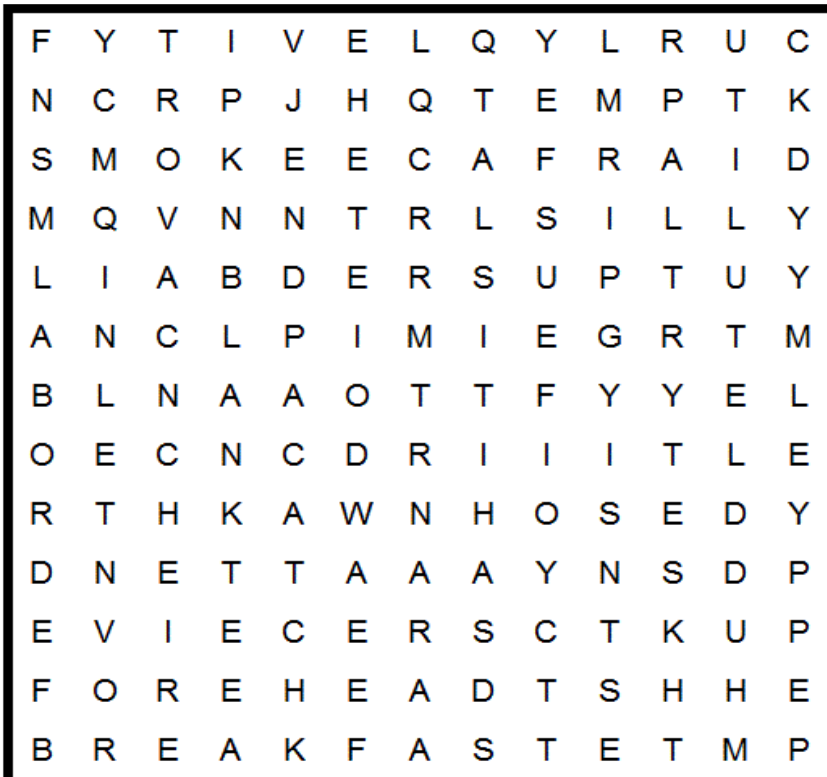 F Y T I V E L Q Y L R U C
N C R P J H Q T E M P T K
S M O K E E C A F R A I D
M Q V N N T R L S I L L Y
L I A B D E R S U P T U Y
A N C L P I M I E G R T M
B L N A A O T T F Y Y E L
O E C N C D R I I I T L E
R T H K A W N H O S E D Y
D N E T T A A A Y N S D P
E V I E C E R S C T K U P
F O R E H E A D T S H H E
B R E A K F A S T E T M P